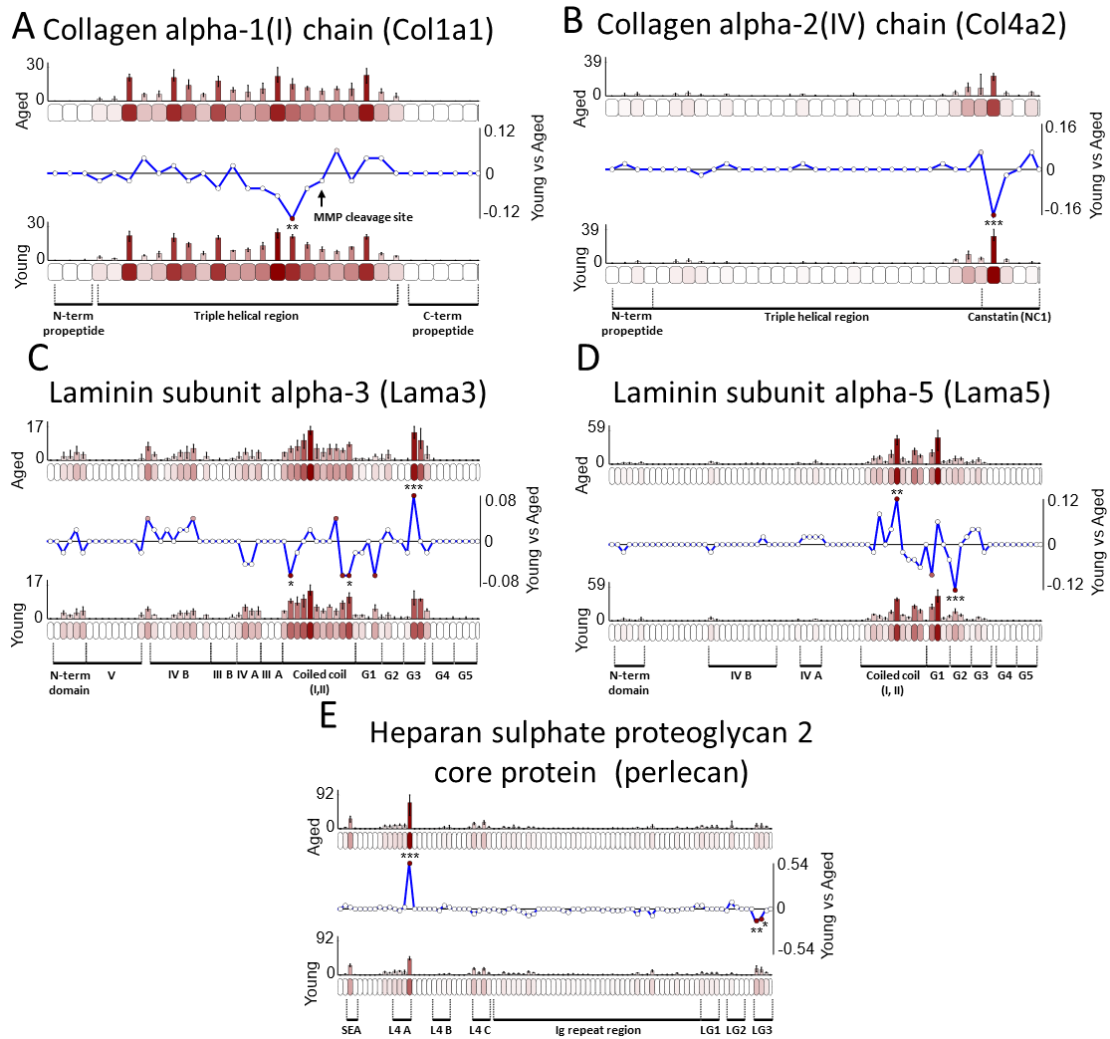 A Collagen alpha-1(I) chain (Col1a1)
30
0
Aged
0.12
0
-0.12
Young vs Aged
MMP cleavage site
**
30
0
Young
N-term
propeptide
Triple helical region
C-term
propeptide
B Collagen alpha-2(IV) chain (Col4a2)
39
0
Aged
0.16
0
-0.16
Young vs Aged
***
39
0
Young
N-term
propeptide
Triple helical region
Canstatin (NC1)
C
Laminin subunit alpha-3 (Lama3)
17
0
Aged
***
0.08
0
-0.08
Young vs Aged
* *
17
0
Young
N-term
domain
V
IV B
III B
IV A
III A
Coiled coil
(I,II)
G1
G2
G3
G4
G5
D
Laminin subunit alpha-5 (Lama5)
59
0
Aged
**
0.12
0
-0.12
Young vs Aged
***
59
0
Young
N-term
domain
IV B
IV A
Coiled coil
(I, II)
G1
G2
G3
G4
G5
E
Heparan sulphate proteoglycan 2
core protein (perlecan)
92
0
Aged
***
0.54
0
-0.54
Young vs Aged
** *
92
0
Young
SEA
L4 A
L4 B
L4 C
Ig repeat region
LG1
LG2
LG3